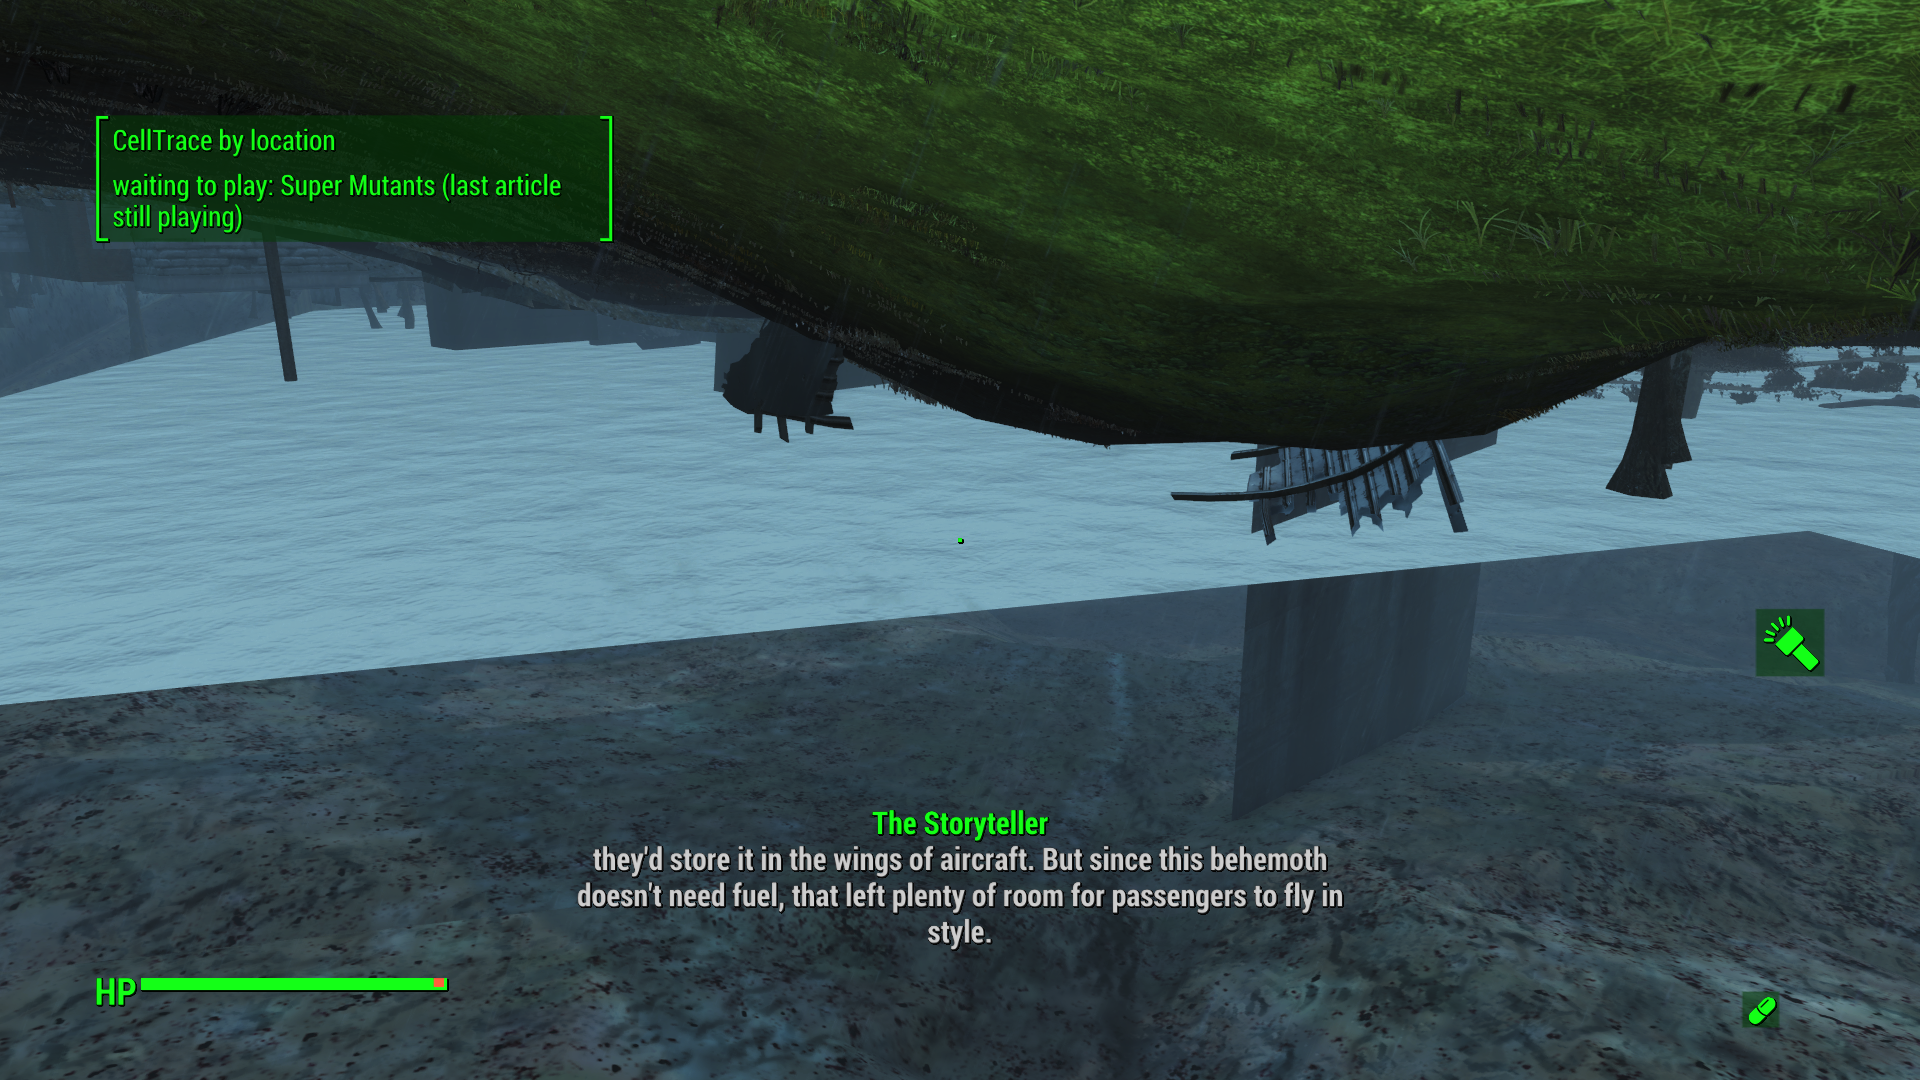 CellTrace by location
waiting to play: Super Mutants (last article
still playing)
The Storyteller
they'd store it in the wings of aircraft. But since this behemoth
doesn't need fuel, that left plenty of room for passengers to fly in
style.
HP